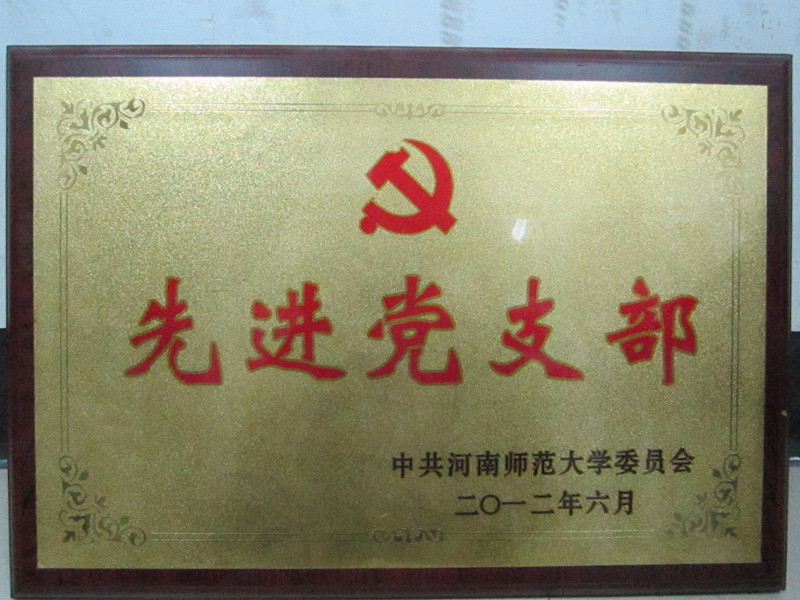 先进党支部
中共河南师范大学委员会
二〇一二年六月